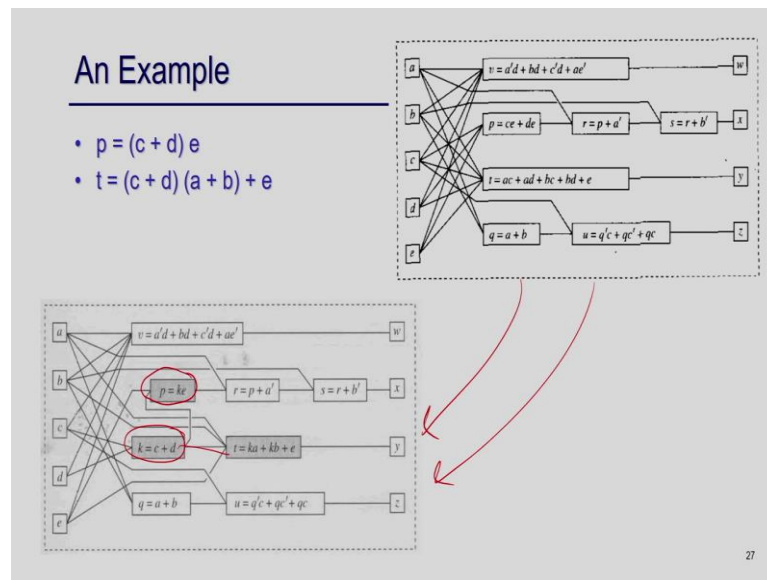 An Example
• p = (c + d) e
• t = (c + d) (a + b) + e
a
b
c
d
e
v = a'd + bd + c'd + ae'
p = ce + de
r = p + a'
s = r + b'
t = ac + ad + bc + bd + e
q = a + b
u = q'c + qc' + qc
w
x
y
z
a
b
c
d
e
v = a'd + bd + c'd + ae'
p = ke
r = p + a'
s = r + b'
k = c + d
t = ka + kb + e
q = a + b
u = q'c + qc' + qc
w
x
y
z
27